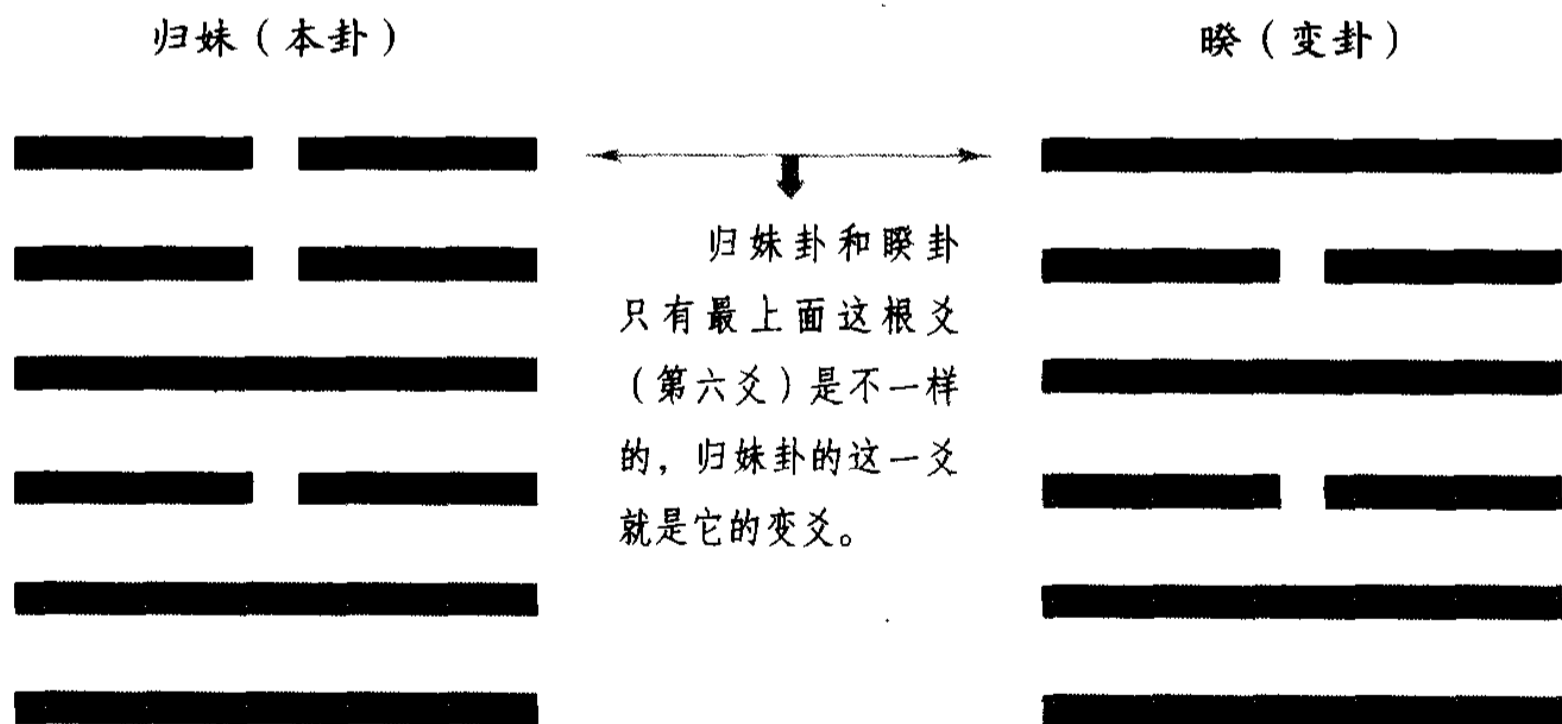 归妹（本卦）
暌（变卦）
归妹卦和睽卦
只有最上面这根爻
（第六爻）是不一样
的，归妹卦的这一爻
就是它的变爻。